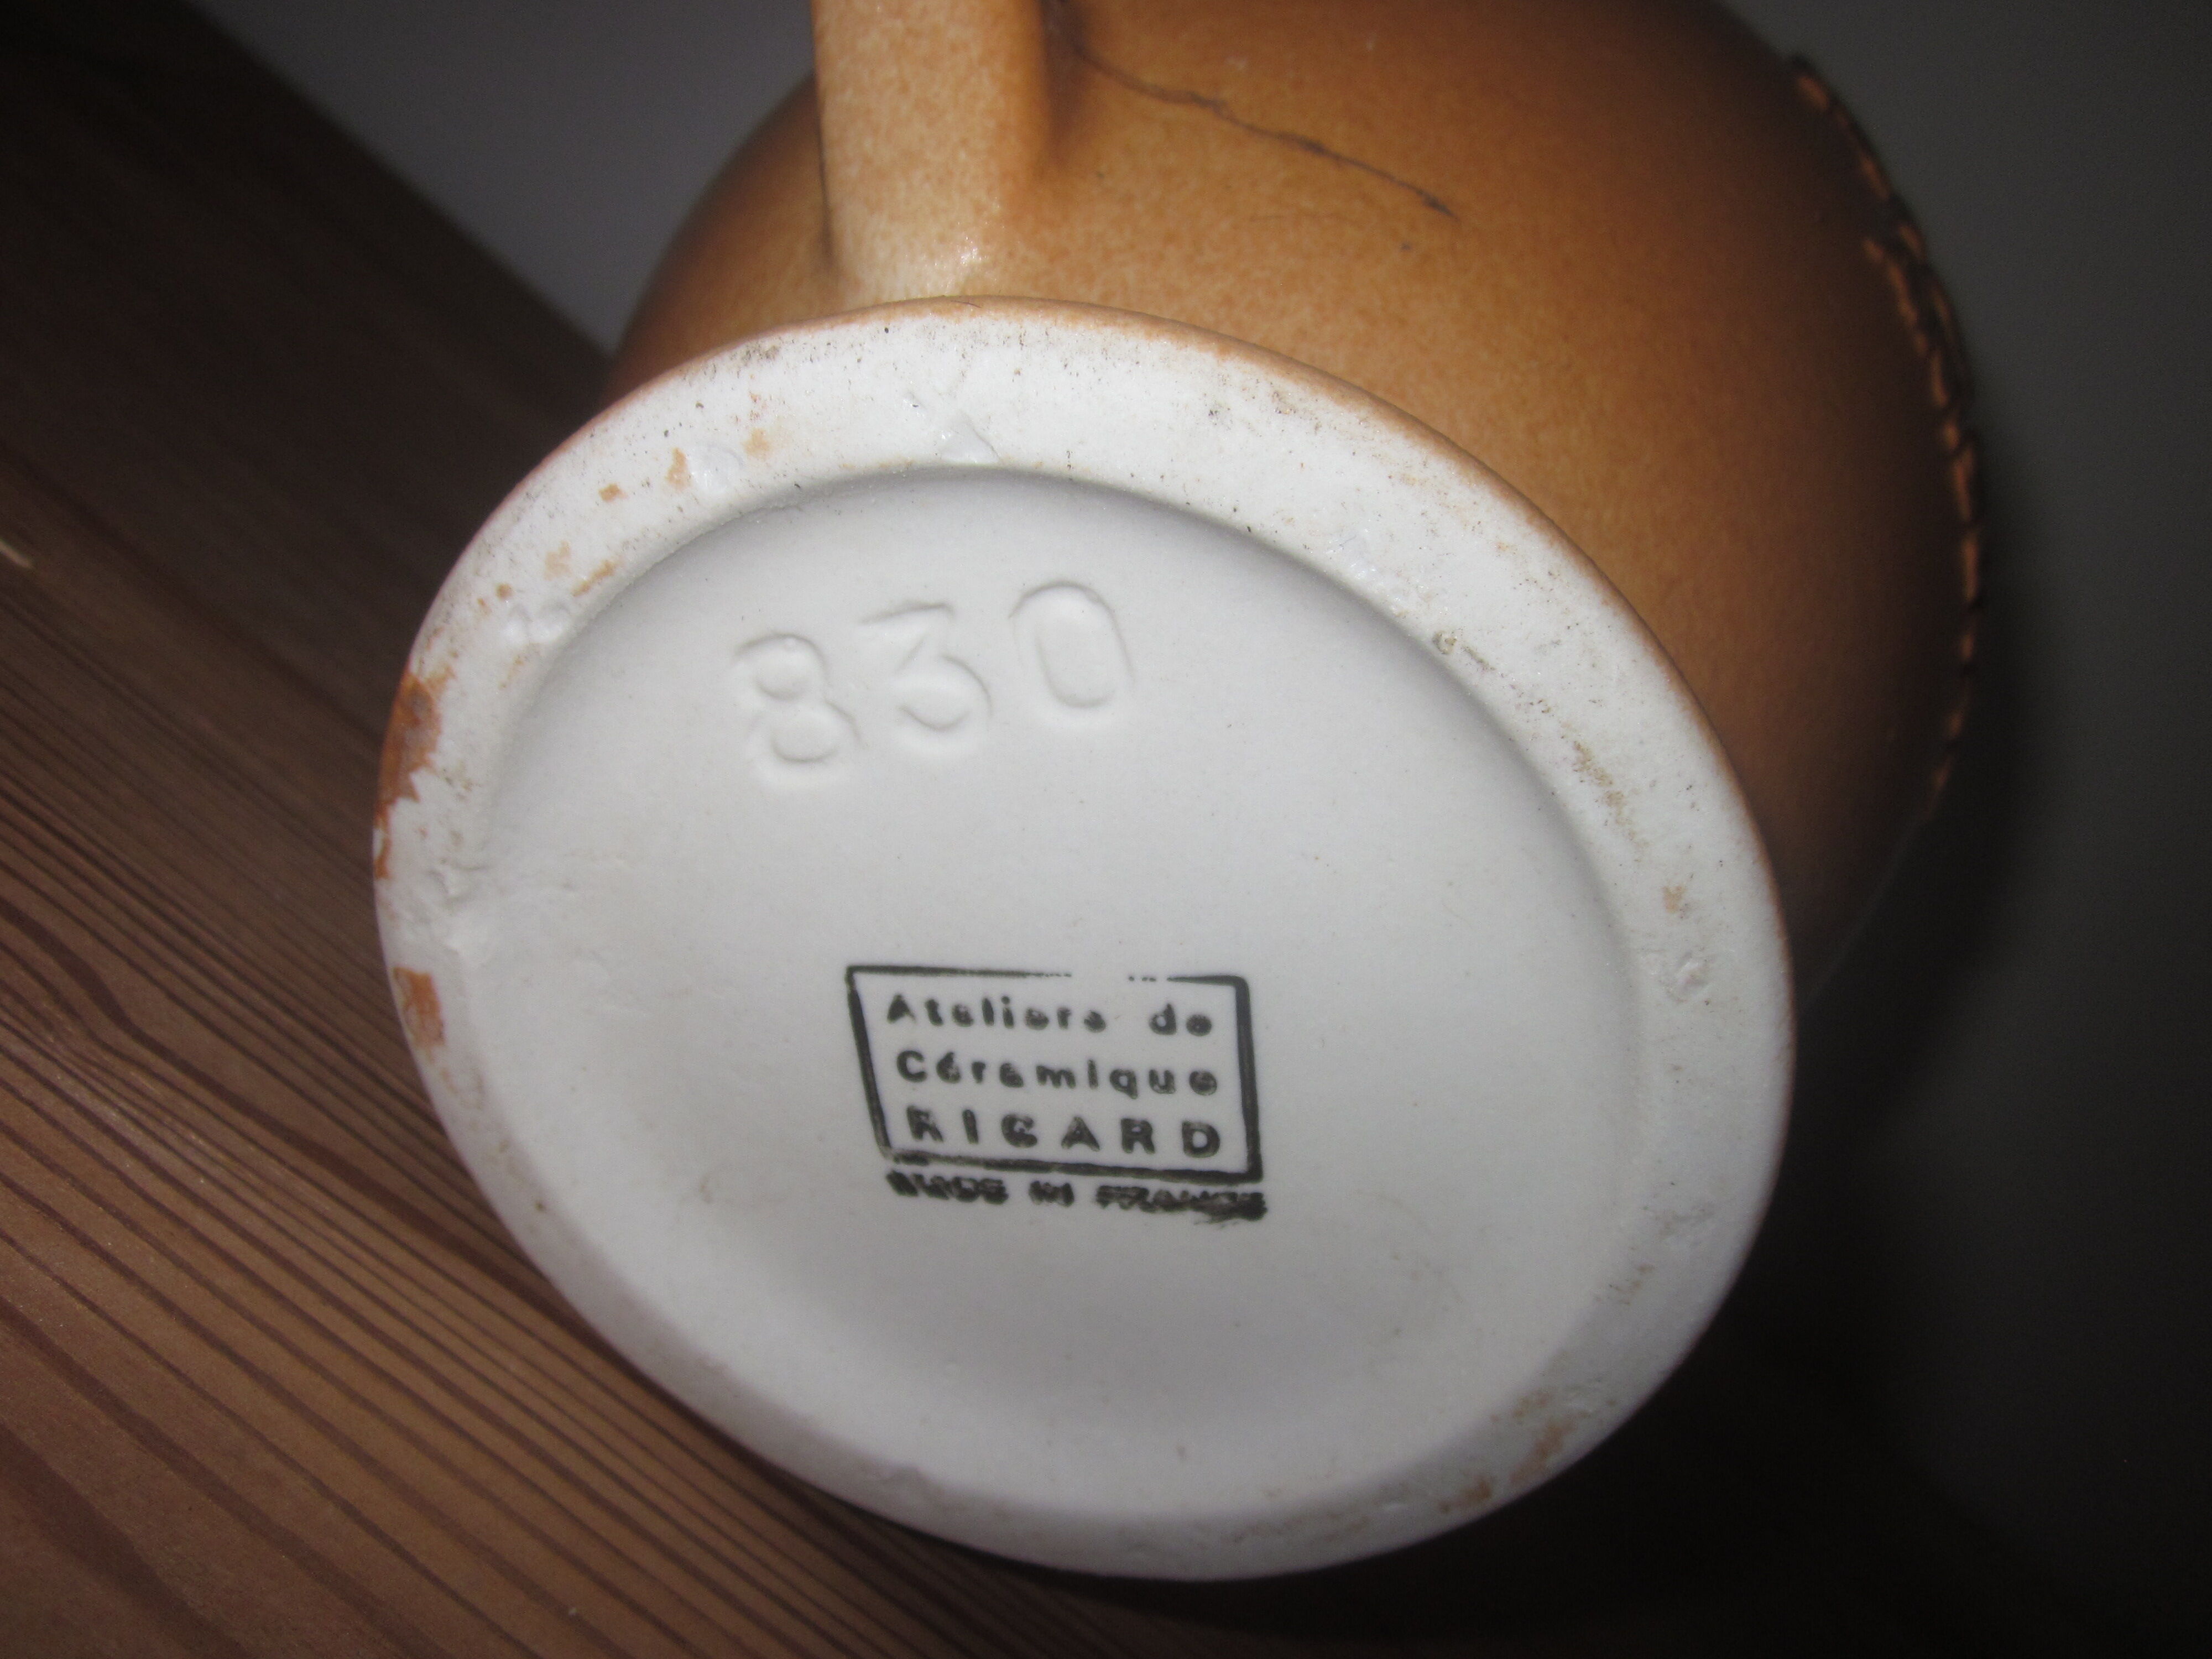 830
Ateliers de
Céramique
RICARD
MADE IN FRANCE